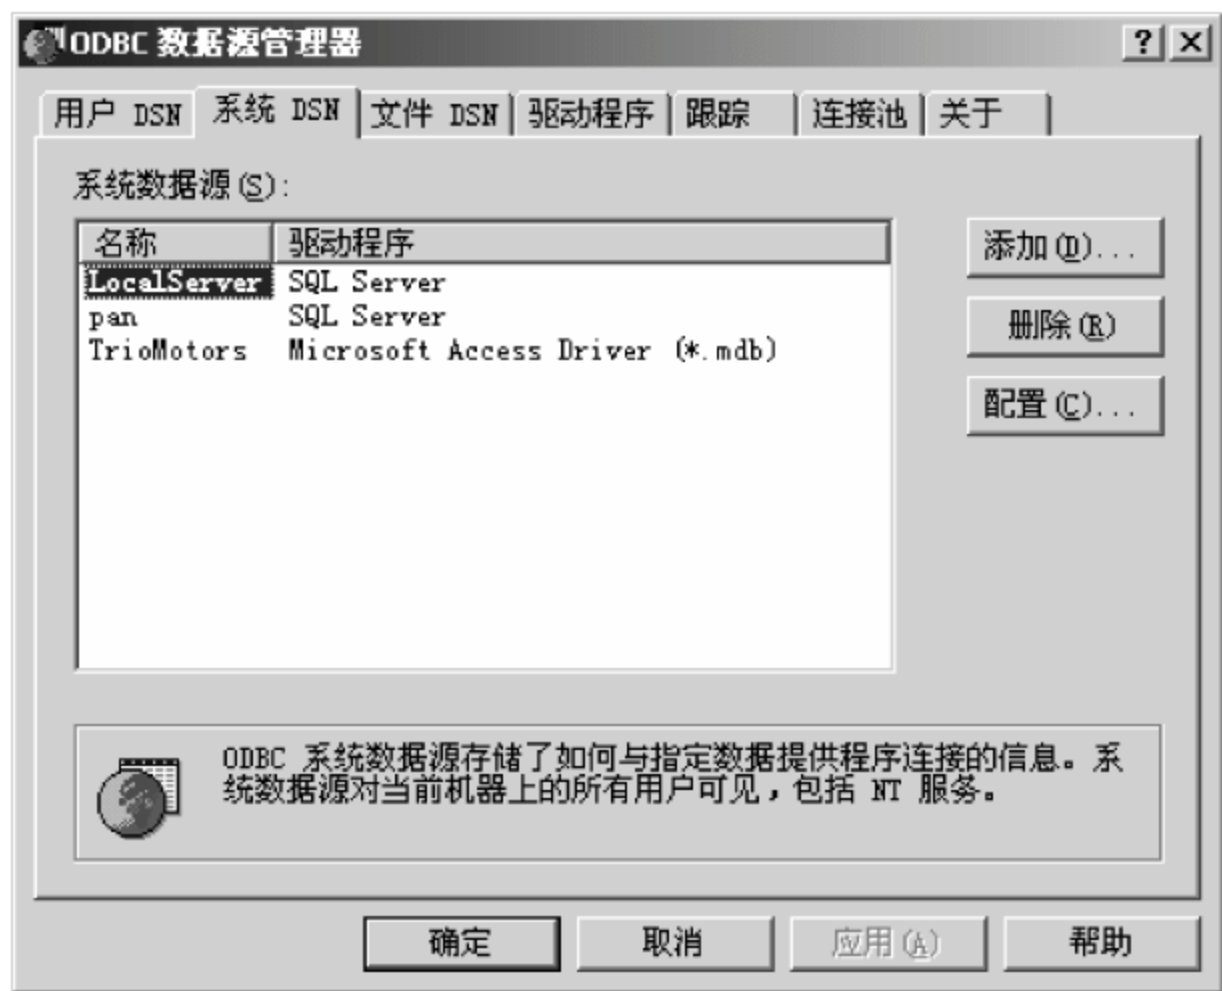 ODBC 数据源管理器
用户 DSN 系统 DSN 文件 DSN 驱动程序 跟踪 连接池 关于
系统数据源(S):
名称 驱动程序
LocalServer SQL Server
pan SQL Server
TrioMotors Microsoft Access Driver (*.mdb)
添加(D)...
删除(R)
配置(C)...
ODBC 系统数据源存储了如何与指定数据提供程序连接的信息。系
统数据源对当前机器上的所有用户可见，包括 NT 服务。
确定 取消 应用(A) 帮助